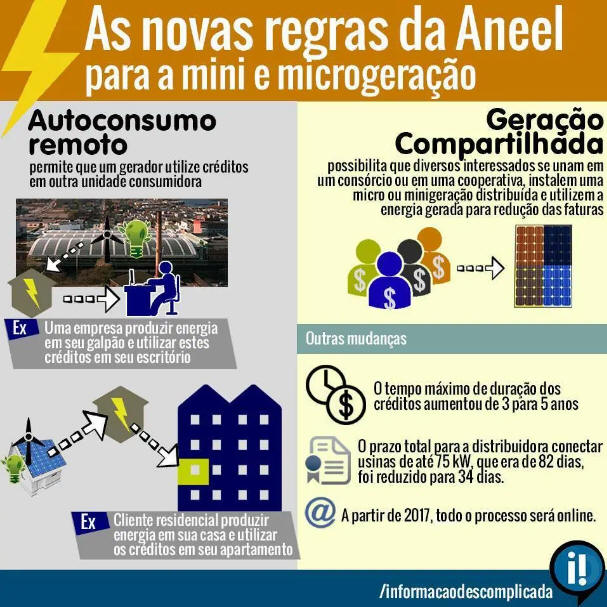 As novas regras da Aneel
para a mini e microgeração
Autoconsumo
remoto
permite que um gerador utilize créditos
em outra unidade consumidora
Ex Uma empresa produzir energia
em seu galpão e utilizar estes
créditos em seu escritório
Ex Cliente residencial produzir
energia em sua casa e utilizar
os créditos em seu apartamento
Geração
Compartilhada
possibilita que diversos interessados se unam em
um consórcio ou em uma cooperativa, instalem uma
micro ou minigeração distribuída e utilizem a
energia gerada para redução das faturas
$ $ $ $
Outras mudanças
$
O tempo máximo de duração dos
créditos aumentou de 3 para 5 anos
O prazo total para a distribuidora conectar
usinas de até 75 kW, que era de 82 dias,
foi reduzido para 34 dias.
@ A partir de 2017, todo o processo será online.
/informacaodescomplicada
i!